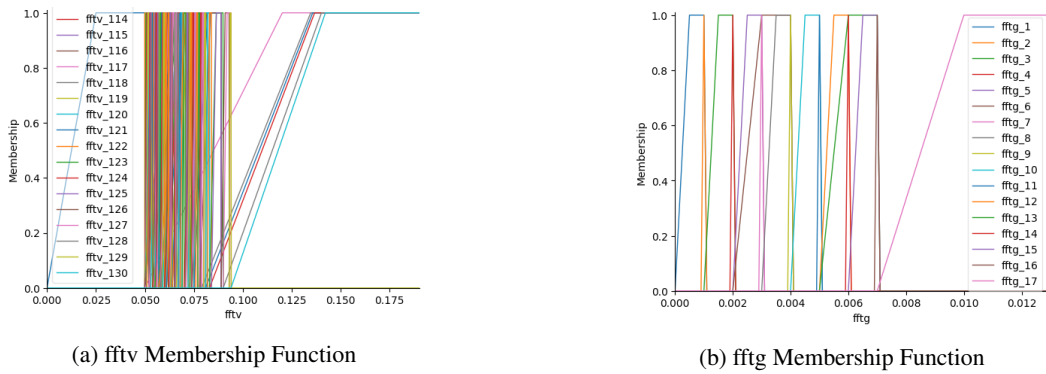 1.0
0.8
0.6
0.4
0.2
0.0
Membership
0.000
0.025
0.050
0.075
0.100
0.125
0.150
0.175
fftv
fftv_114
fftv_115
fftv_116
fftv_117
fftv_118
fftv_119
fftv_120
fftv_121
fftv_122
fftv_123
fftv_124
fftv_125
fftv_126
fftv_127
fftv_128
fftv_129
fftv_130
(a) fftv Membership Function
1.0
0.8
0.6
0.4
0.2
0.0
Membership
0.000
0.002
0.004
0.006
0.008
0.010
0.012
fftg
fftg_1
fftg_2
fftg_3
fftg_4
fftg_5
fftg_6
fftg_7
fftg_8
fftg_9
fftg_10
fftg_11
fftg_12
fftg_13
fftg_14
fftg_15
fftg_16
fftg_17
(b) fftg Membership Function